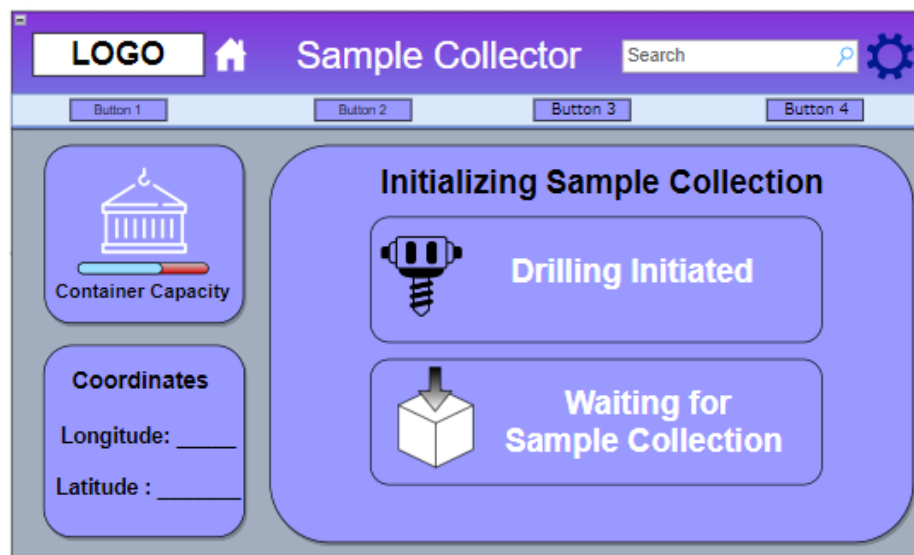 LOGO
Sample Collector
Search
Button 1
Button 2
Button 3
Button 4
Container Capacity
Coordinates
Longitude: _____
Latitude : _______
Initializing Sample Collection
Drilling Initiated
Waiting for
Sample Collection